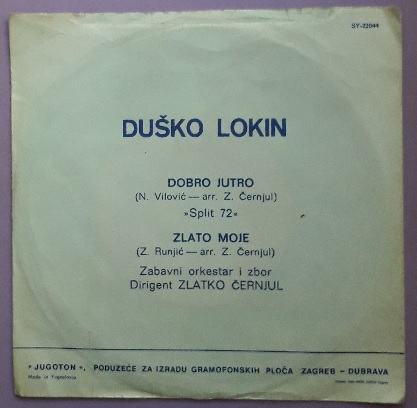 SY-22044
DUŠKO LOKIN
DOBRO JUTRO
(N. Vilović — arr. Z. Černjul)
»Split 72«
ZLATO MOJE
(Z. Runjić — arr. Z. Černjul)
Zabavni orkestar i zbor
Dirigent ZLATKO ČERNJUL
»JUGOTON«, PODUZEĆE ZA IZRADU GRAMOFONSKIH PLOČA ZAGREB – DUBRAVA
Made in Yugoslavia